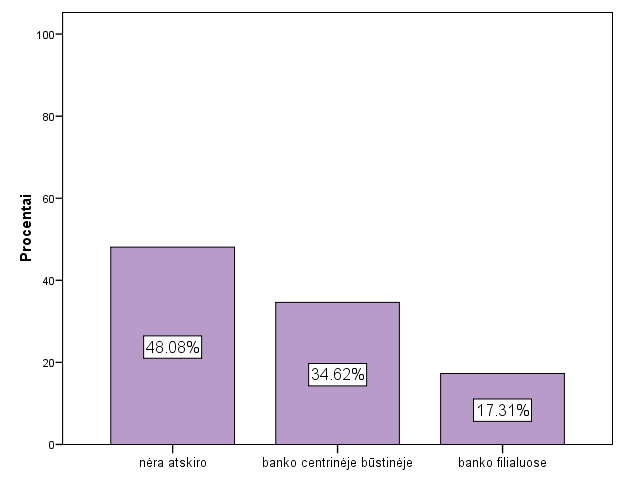 Procentai
100
80
60
40
20
0
48.08%
34.62%
17.31%
nėra atskiro
banko centrinėje būstinėje
banko filialuose